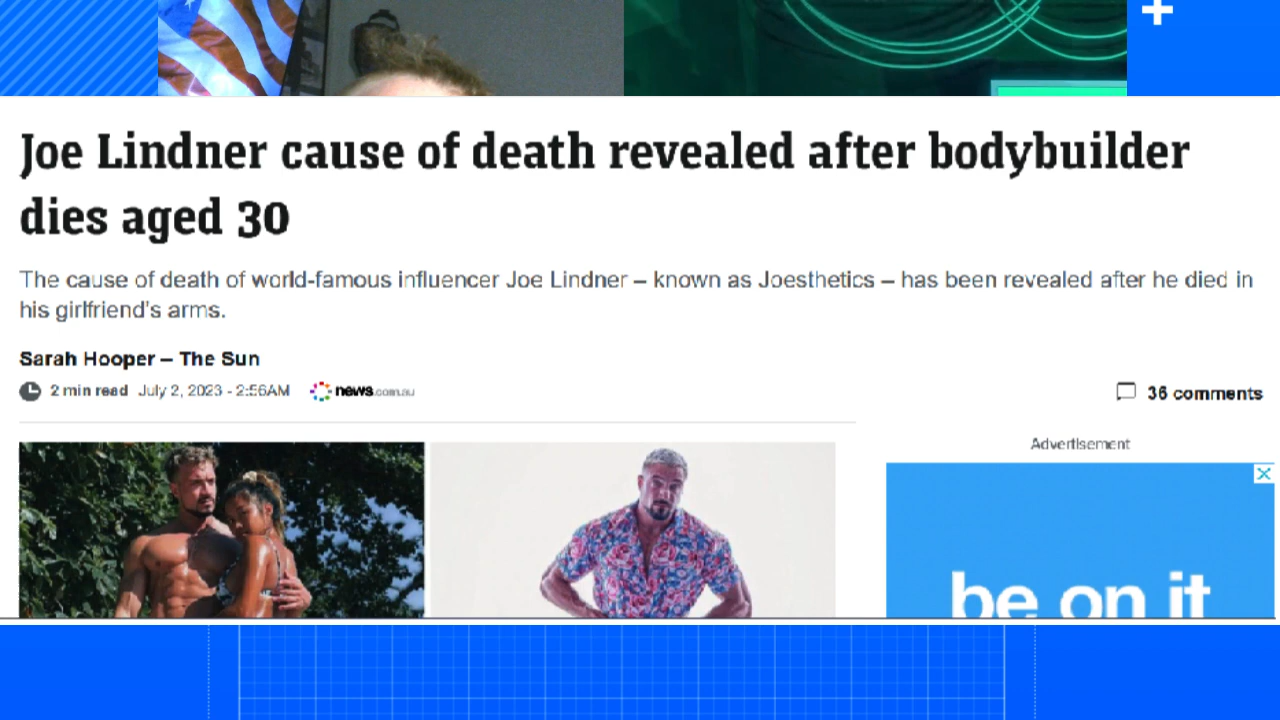 Joe Lindner cause of death revealed after bodybuilder
dies aged 30
The cause of death of world-famous influencer Joe Lindner – known as Joesthetics – has been revealed after he died in
his girlfriend's arms.
Sarah Hooper – The Sun
2 min read July 2, 2023 - 2:56AM news.com.au
36 comments
Advertisement
be on it